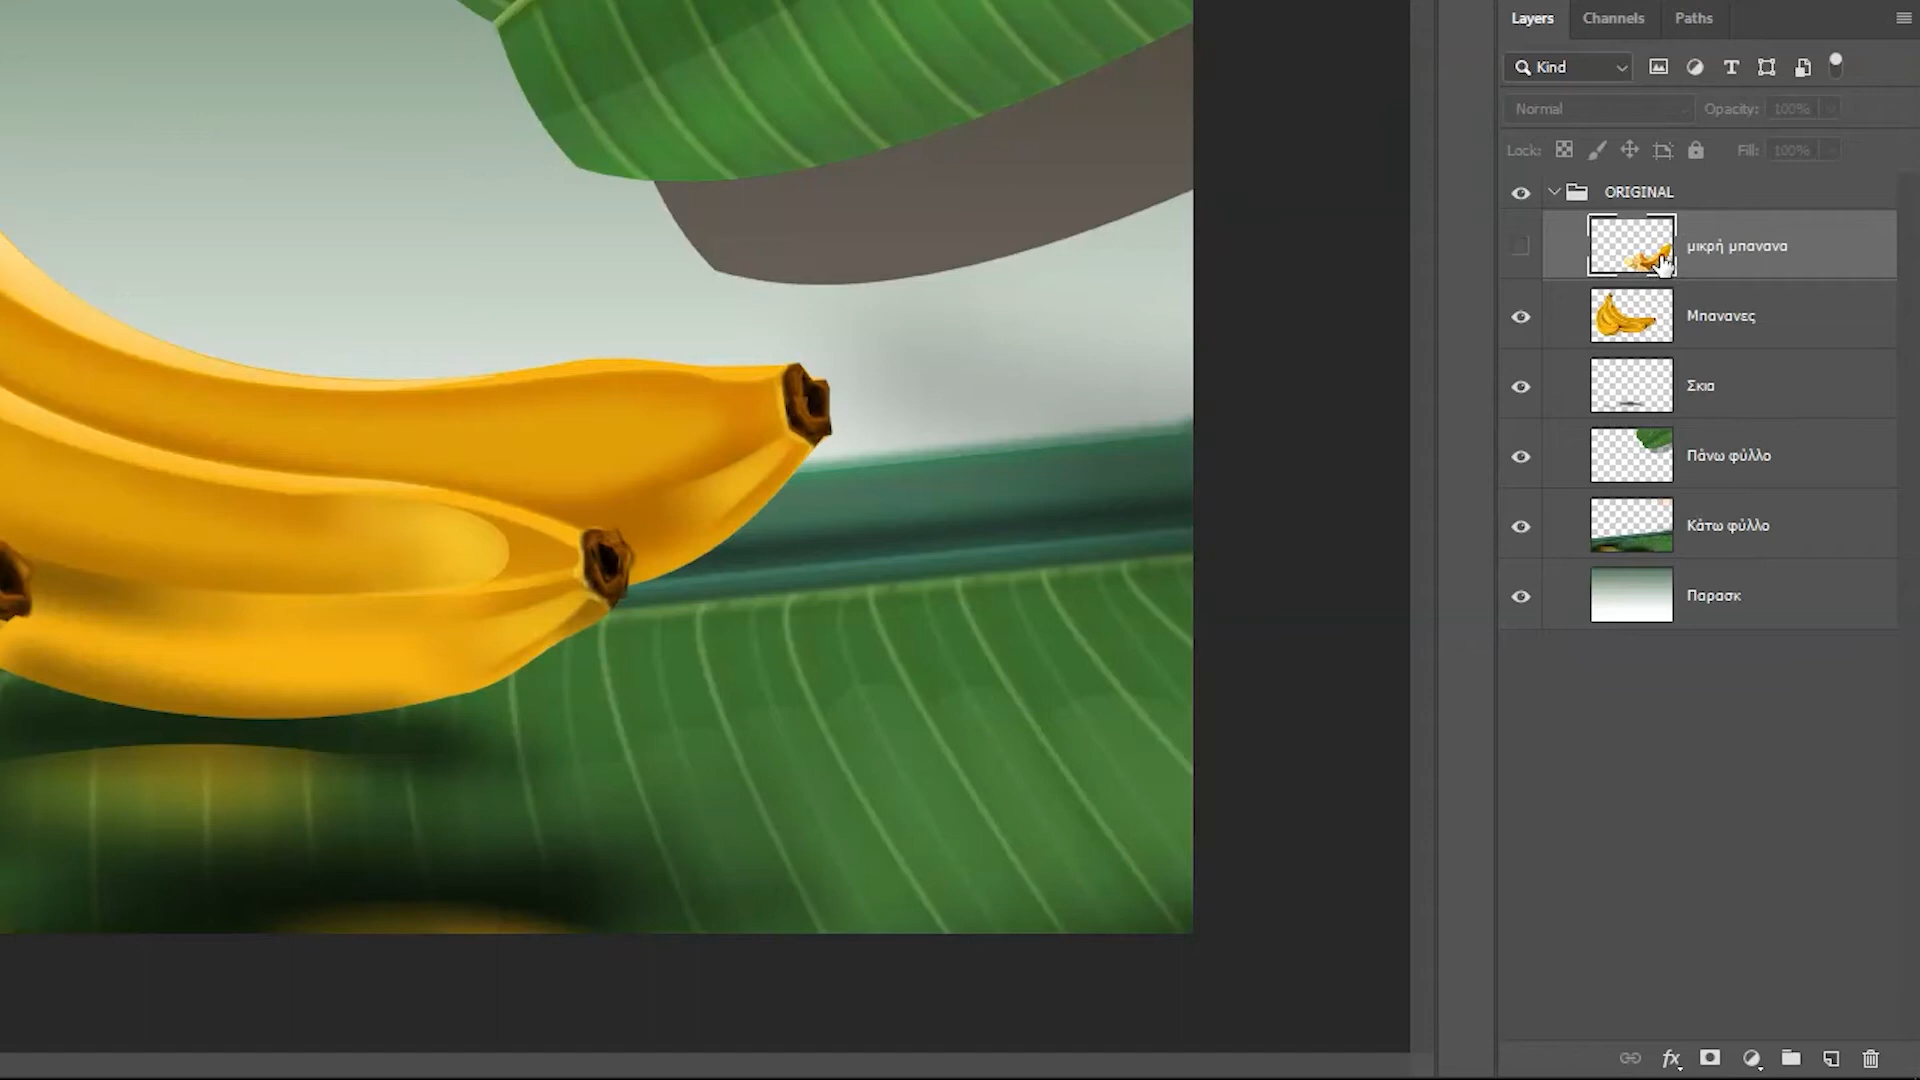 Layers Channels Paths
Kind
Normal Opacity: 100%
Lock: Fill: 100%
ORIGINAL
μικρή μπανανα
Μπανανες
Σκια
Πάνω φύλλο
Κάτω φύλλο
Παρασκ
fx